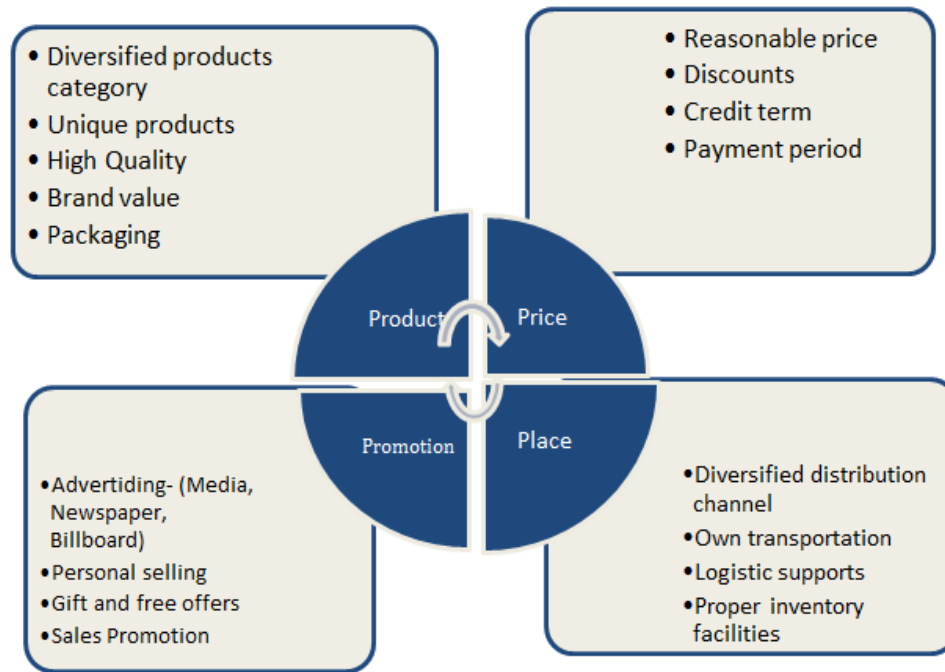 • Diversified products
category
• Unique products
• High Quality
• Brand value
• Packaging
• Reasonable price
• Discounts
• Credit term
• Payment period
Product
Price
Promotion
Place
•Advertiding- (Media,
Newspaper,
Billboard)
•Personal selling
•Gift and free offers
•Sales Promotion
•Diversified distribution
channel
•Own transportation
•Logistic supports
•Proper inventory
facilities